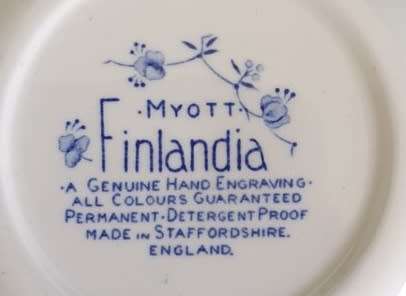 ·MYOTT·
Finlandia
·A GENUINE HAND ENGRAVING·
ALL COLOURS GUARANTEED
PERMANENT·DETERGENT PROOF
MADE IN STAFFORDSHIRE.
ENGLAND.